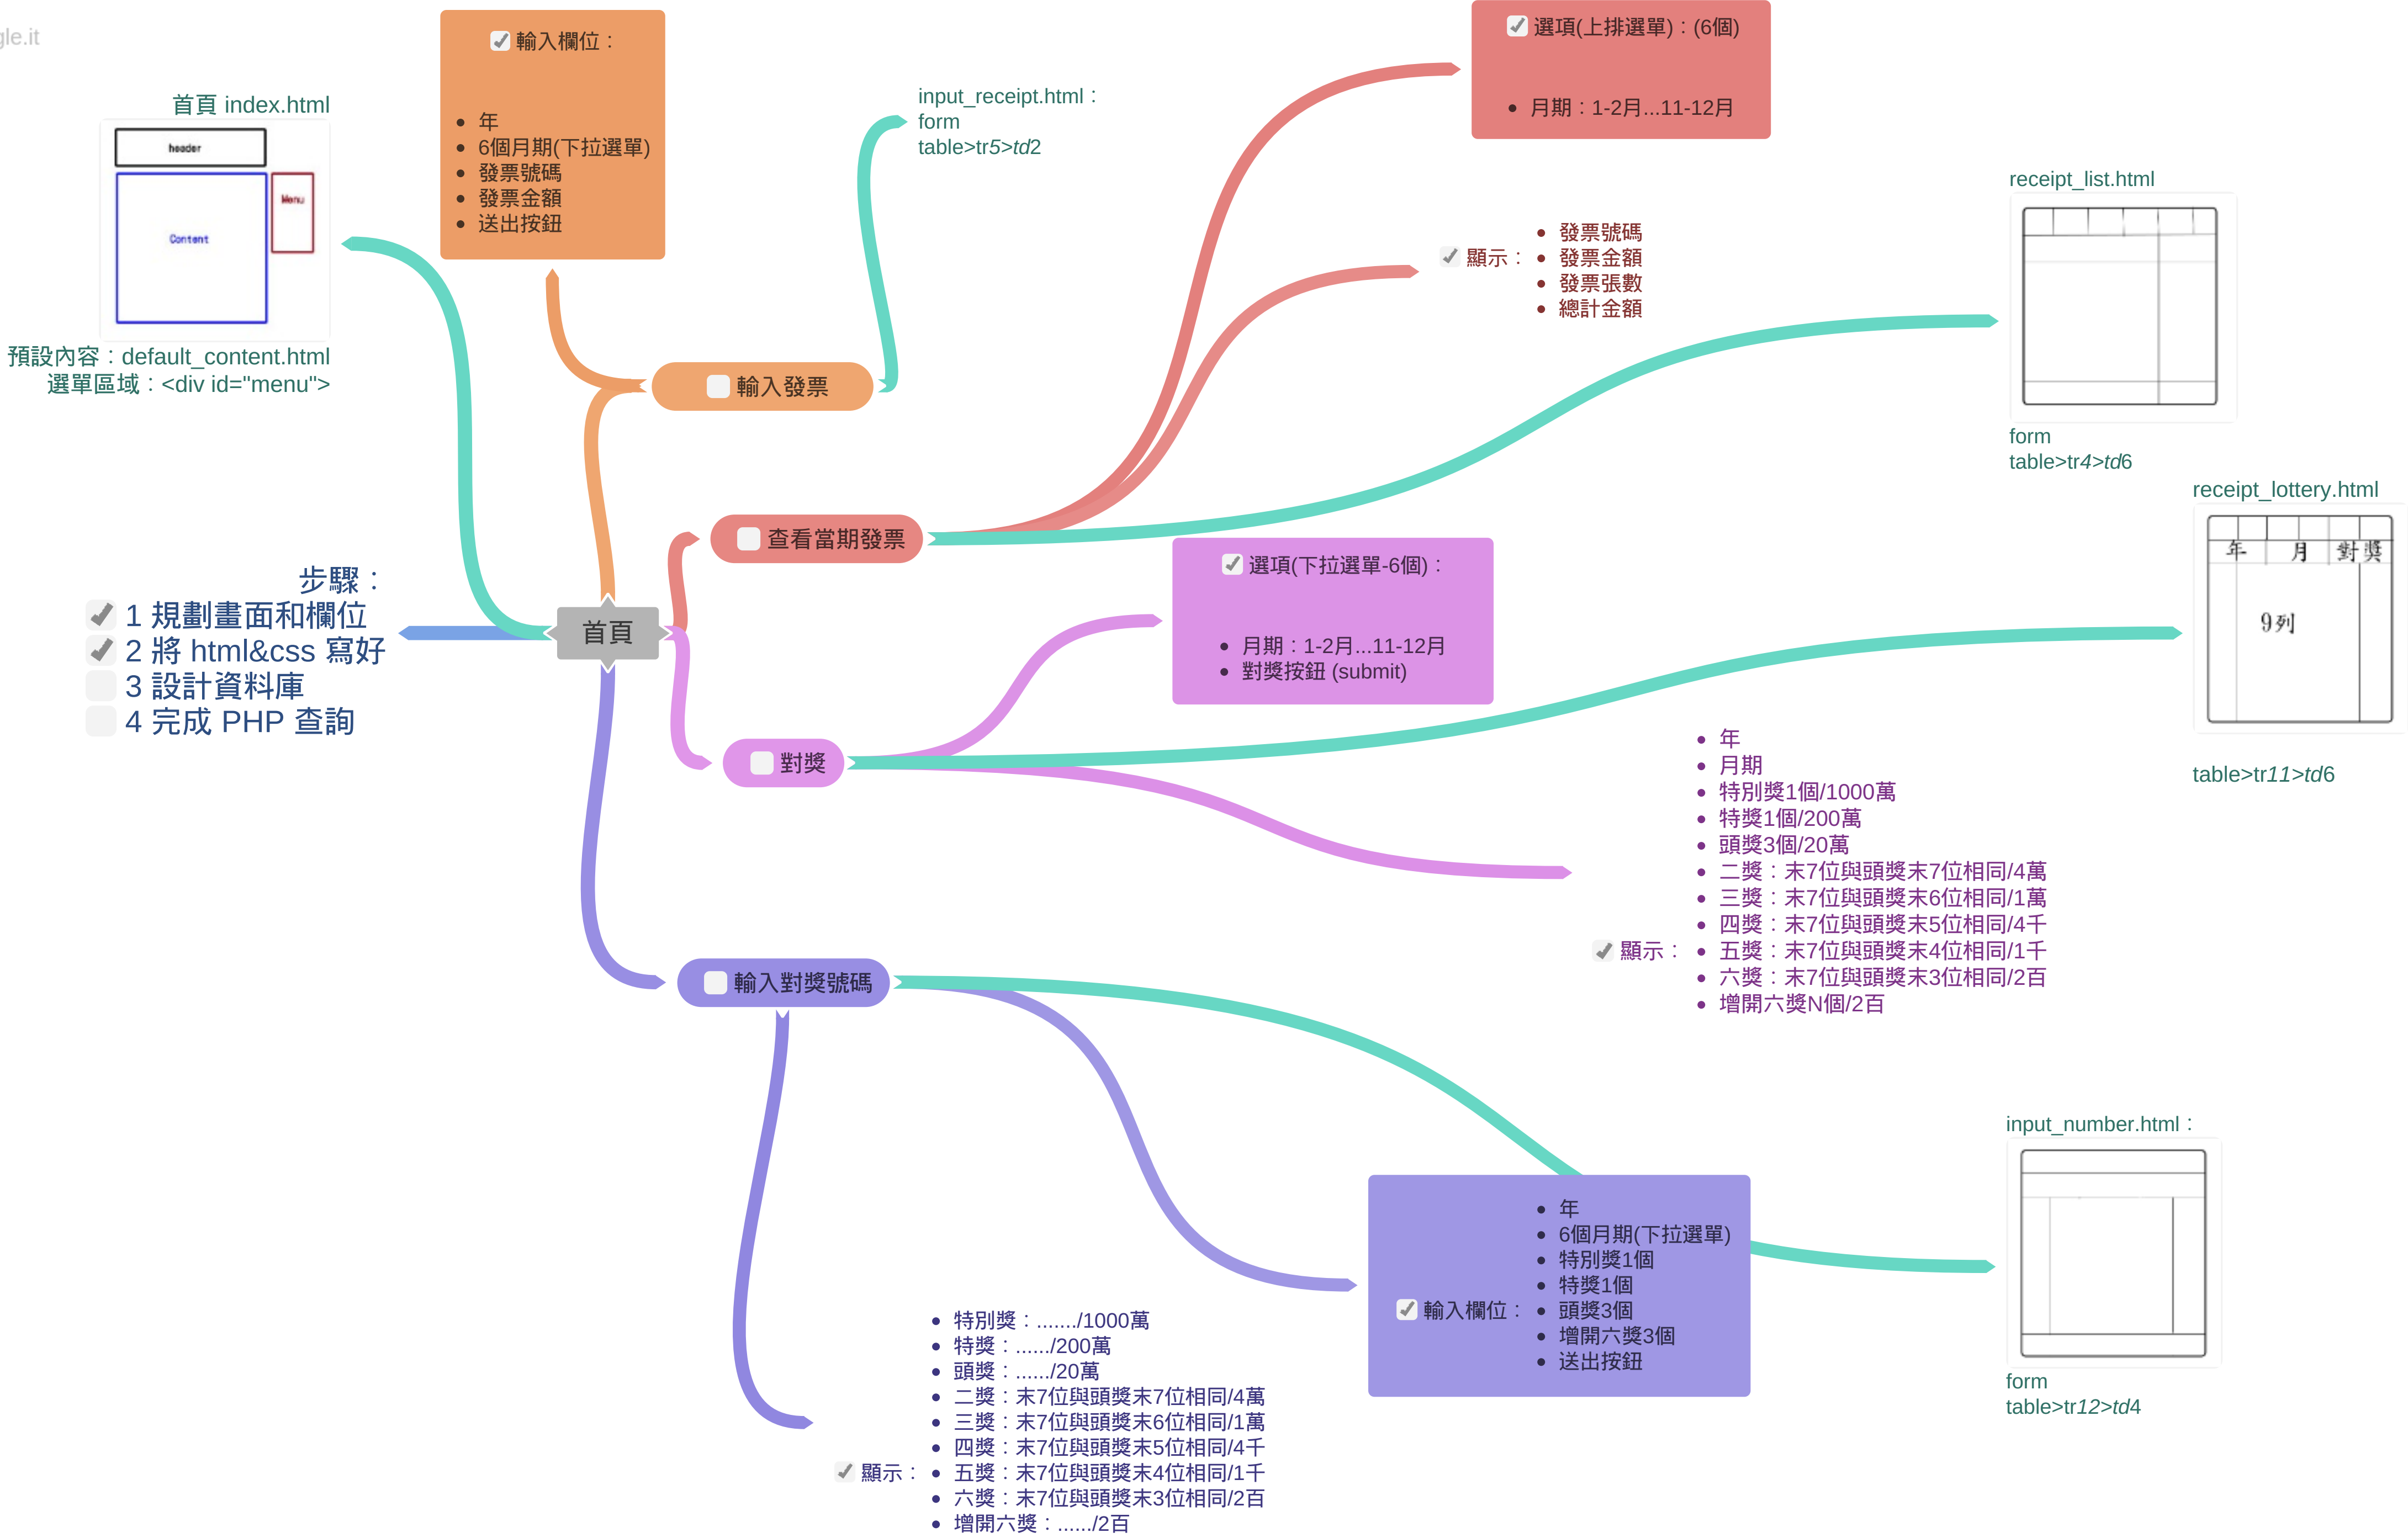 gle.it
首頁 index.html
header
Menu
Content
預設內容：default_content.html
選單區域：<div id="menu">
步驟：
1 規劃畫面和欄位
2 將 html&css 寫好
3 設計資料庫
4 完成 PHP 查詢
首頁
輸入欄位：
年
6個月期(下拉選單)
發票號碼
發票金額
送出按鈕
輸入發票
input_receipt.html：
form
table>tr5>td2
查看當期發票
選項(上排選單)：(6個)
月期：1-2月...11-12月
顯示：
發票號碼
發票金額
發票張數
總計金額
receipt_list.html
form
table>tr4>td6
對獎
選項(下拉選單-6個)：
月期：1-2月...11-12月
對獎按鈕 (submit)
receipt_lottery.html
年 月 對獎
9列
table>tr11>td6
顯示：
年
月期
特別獎1個/1000萬
特獎1個/200萬
頭獎3個/20萬
二獎：末7位與頭獎末7位相同/4萬
三獎：末7位與頭獎末6位相同/1萬
四獎：末7位與頭獎末5位相同/4千
五獎：末7位與頭獎末4位相同/1千
六獎：末7位與頭獎末3位相同/2百
增開六獎N個/2百
輸入對獎號碼
輸入欄位：
年
6個月期(下拉選單)
特別獎1個
特獎1個
頭獎3個
增開六獎3個
送出按鈕
input_number.html：
form
table>tr12>td4
顯示：
特別獎：......./1000萬
特獎：....../200萬
頭獎：....../20萬
二獎：末7位與頭獎末7位相同/4萬
三獎：末7位與頭獎末6位相同/1萬
四獎：末7位與頭獎末5位相同/4千
五獎：末7位與頭獎末4位相同/1千
六獎：末7位與頭獎末3位相同/2百
增開六獎：....../2百